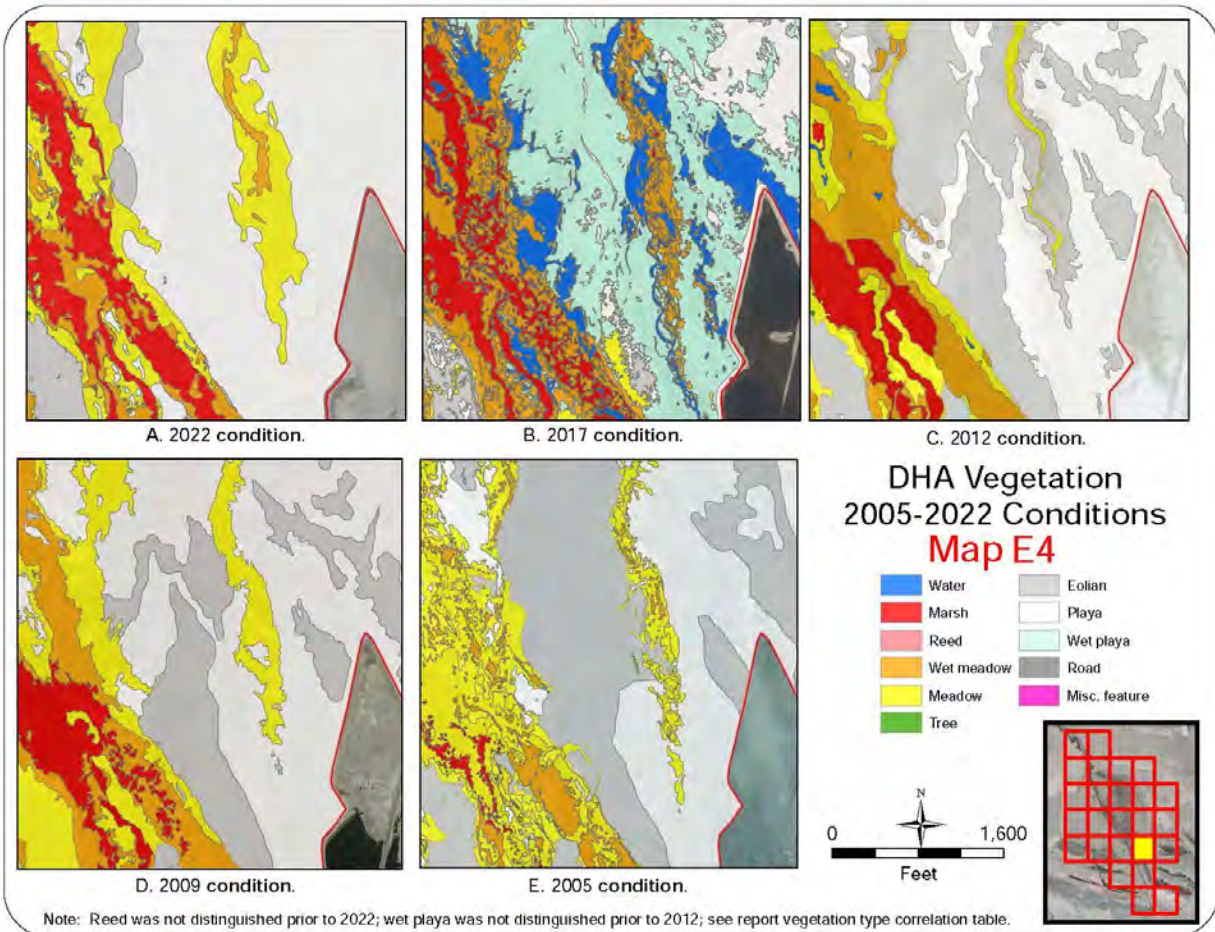 A. 2022 condition.
B. 2017 condition.
C. 2012 condition.
D. 2009 condition.
E. 2005 condition.
DHA Vegetation
2005-2022 Conditions
Map E4
Water
Marsh
Reed
Wet meadow
Meadow
Tree
Eolian
Playa
Wet playa
Road
Misc. feature
N
0 1,600
Feet
Note: Reed was not distinguished prior to 2022; wet playa was not distinguished prior to 2012; see report vegetation type correlation table.